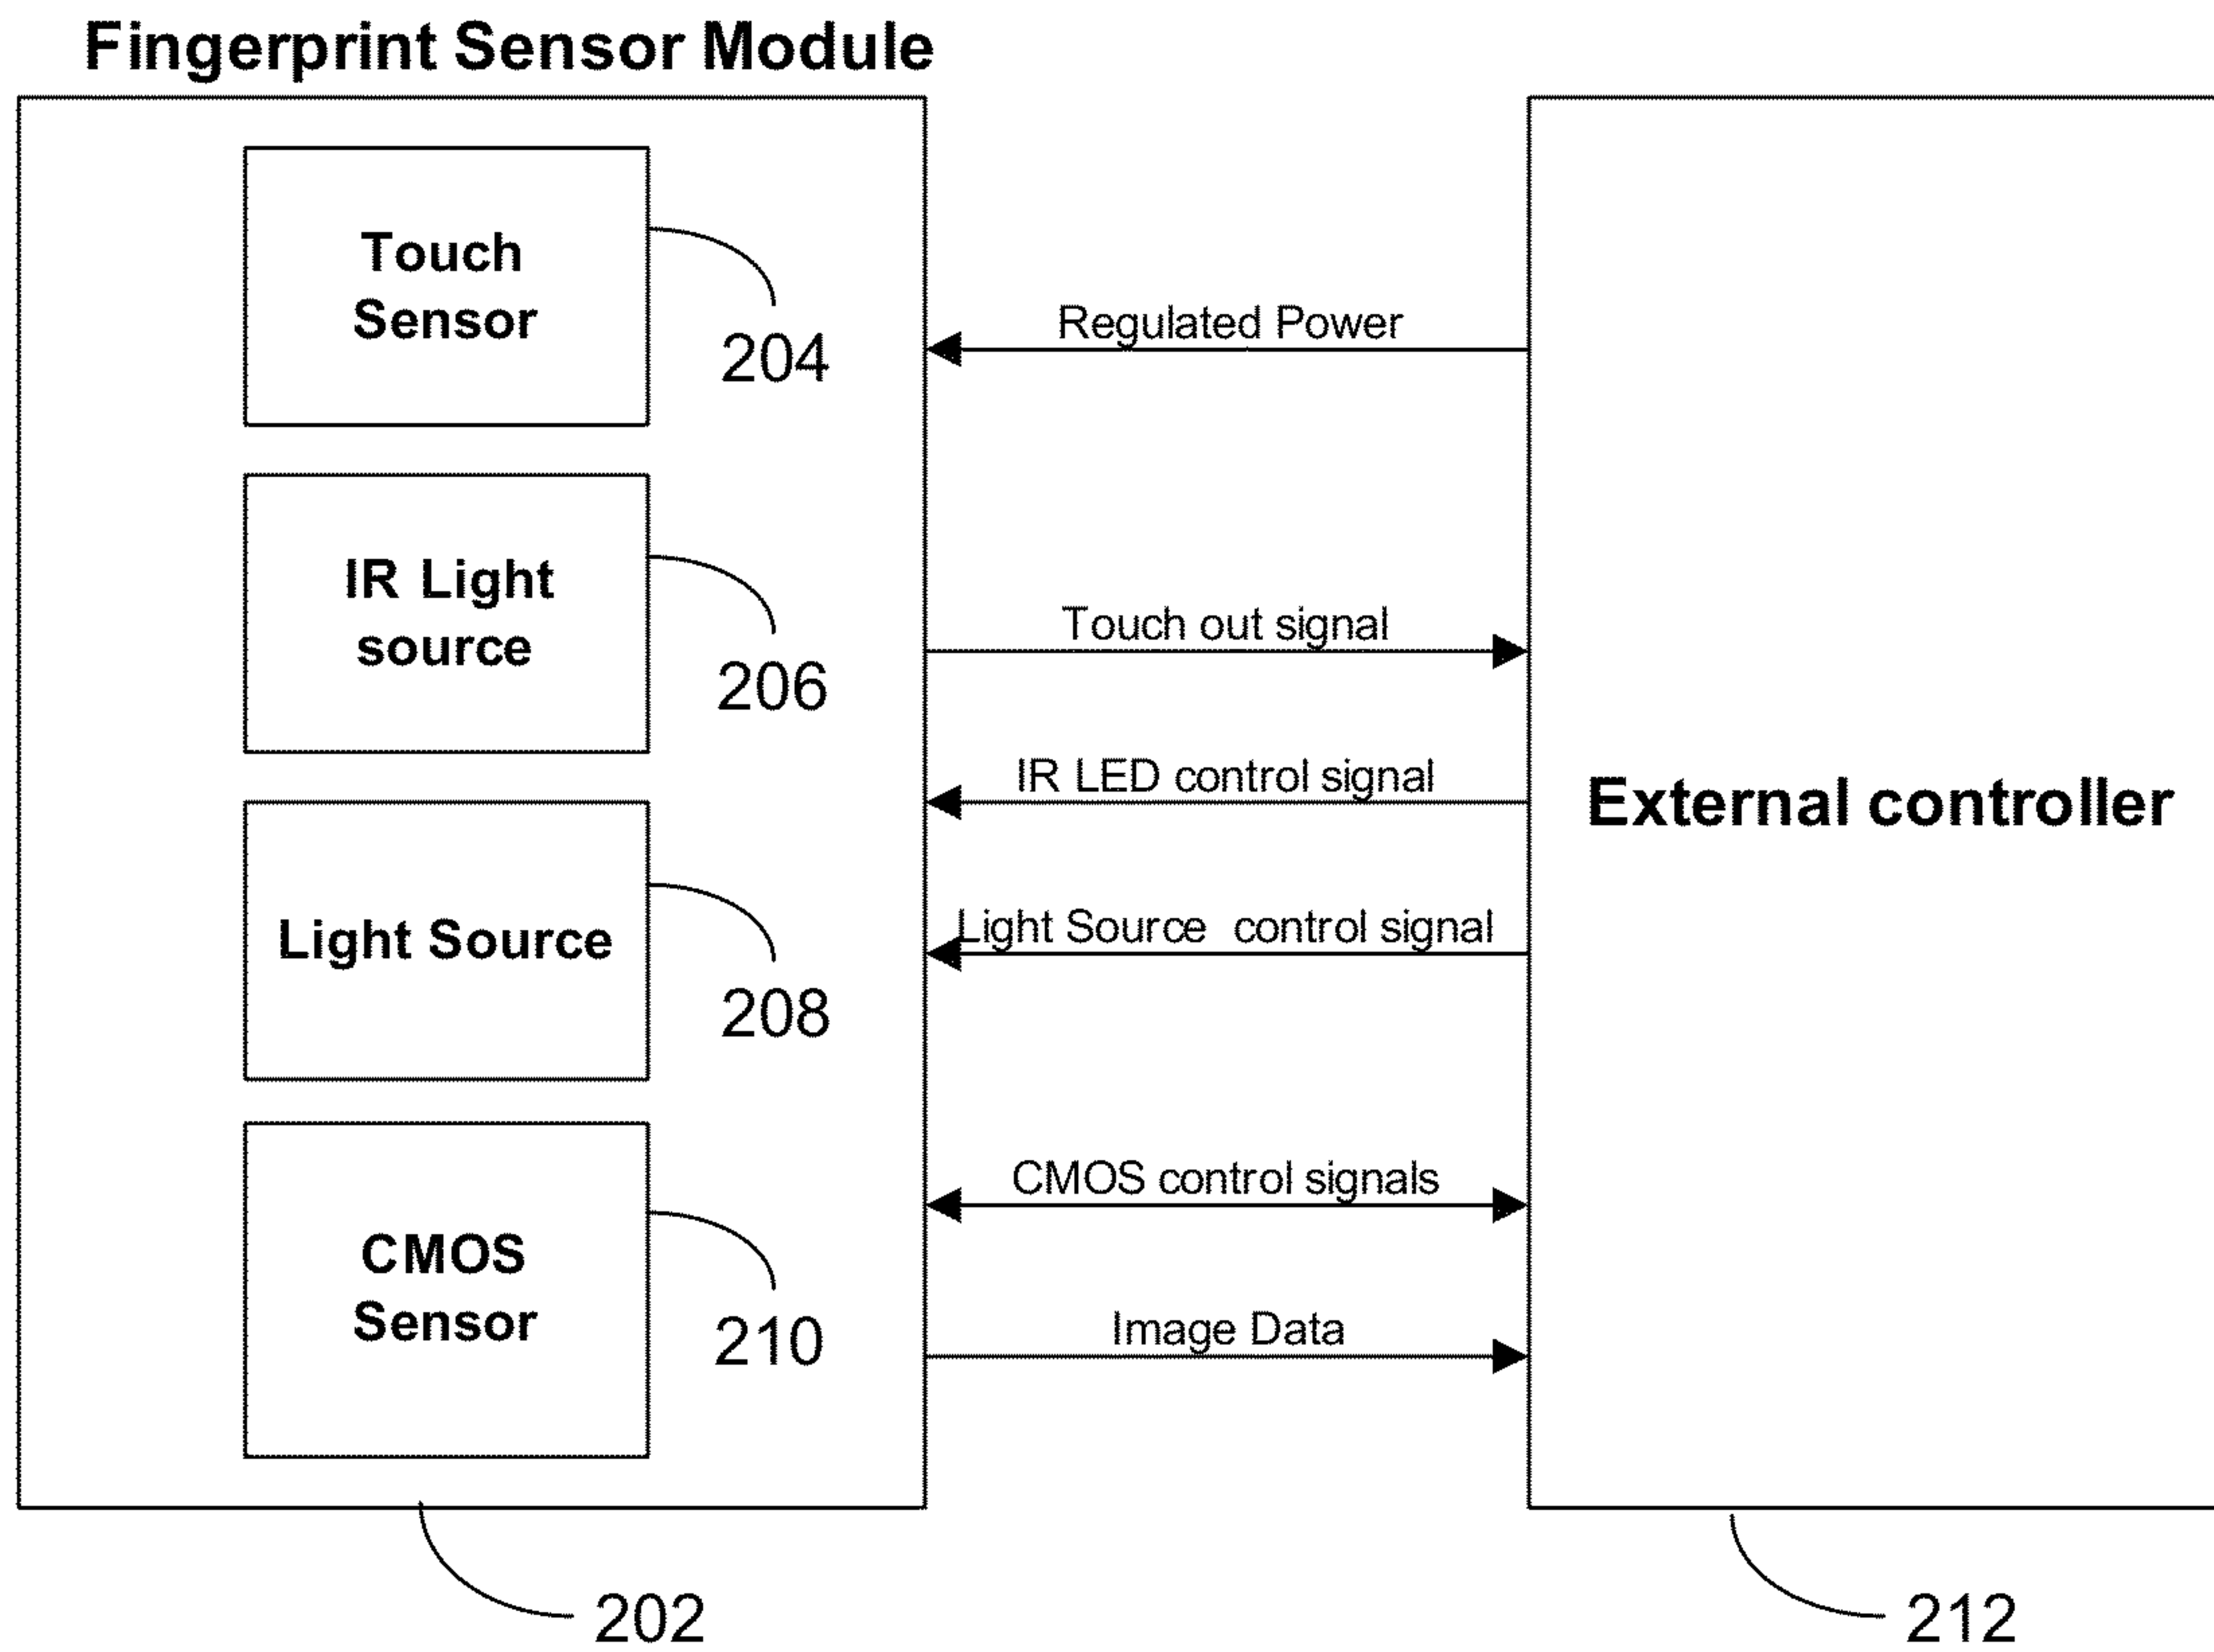 Fingerprint Sensor Module
Touch
Sensor
204
IR Light
source
206
Light Source
208
CMOS
Sensor
210
202
Regulated Power
Touch out signal
IR LED control signal
Light Source control signal
CMOS control signals
Image Data
External controller
212